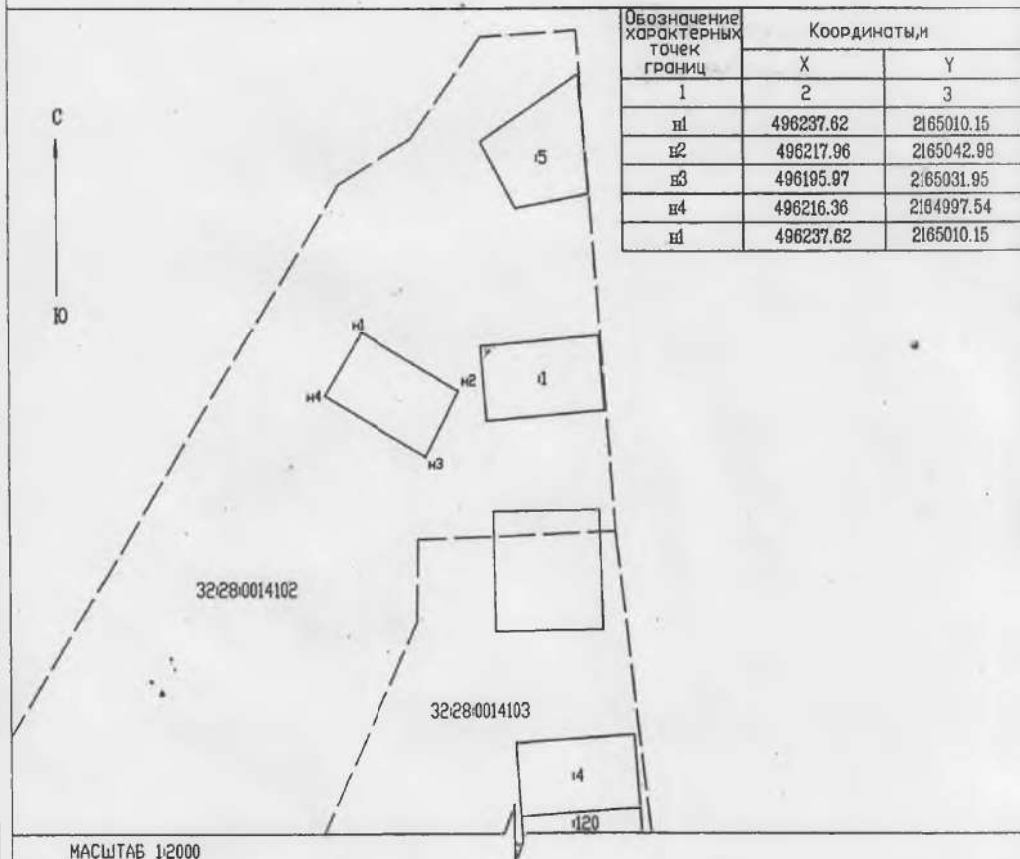 Обозначение характерных точек границ Координаты,м
X Y
1 2 3
н1 496237.62 2165010.15
н2 496217.96 2165042.98
н3 496195.97 2165031.95
н4 496216.36 2164997.54
н1 496237.62 2165010.15
С
Ю
:5
н1
н2
:1
н4
н3
32:28:0014102
32:28:0014103
:4
:120
МАСШТАБ 1:2000